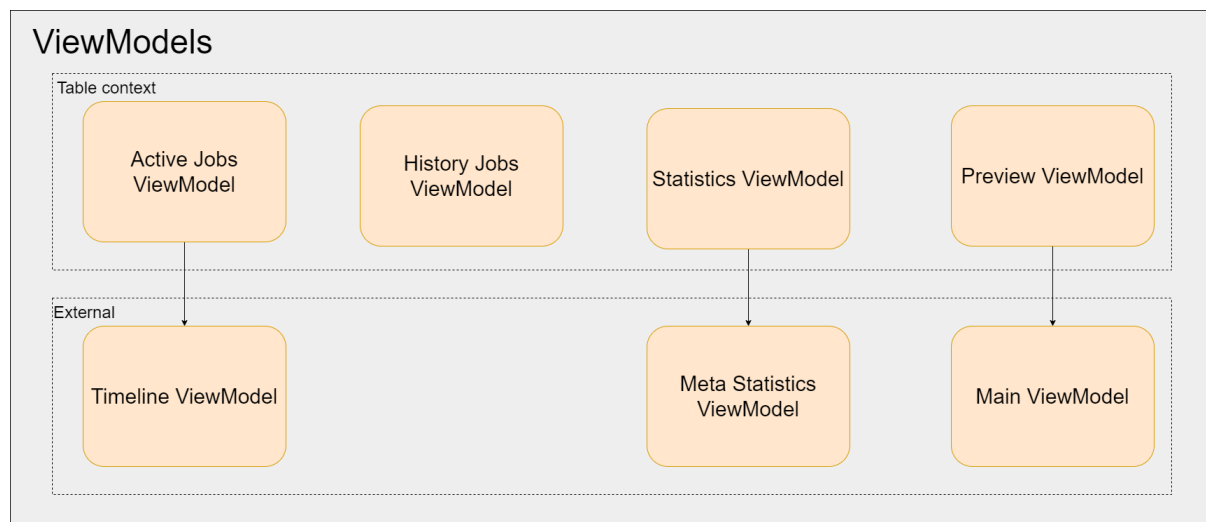 ViewModels
Table context
Active Jobs
ViewModel
History Jobs
ViewModel
Statistics ViewModel
Preview ViewModel
External
Timeline ViewModel
Meta Statistics
ViewModel
Main ViewModel